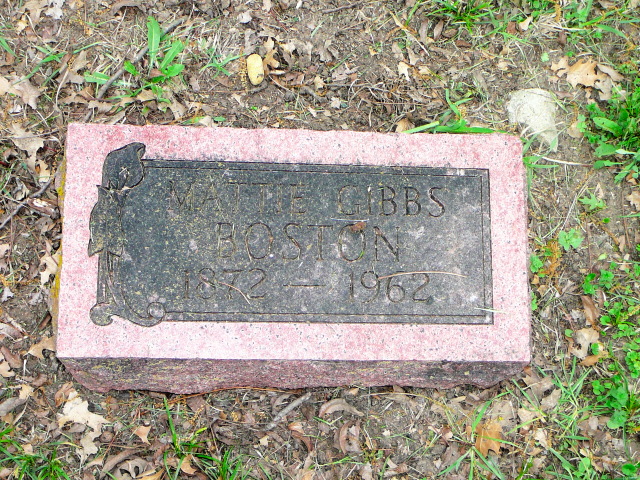 MATTIE GIBBS
BOSTON
1872 — 1962